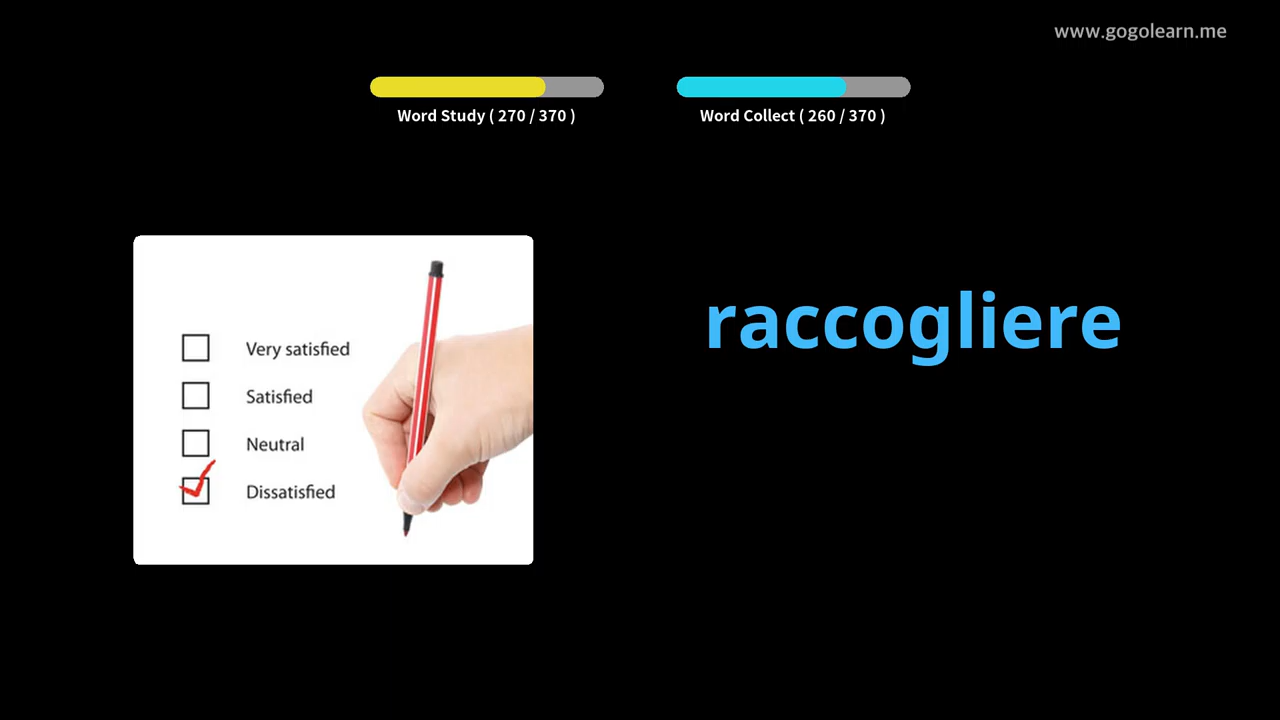 www.gogolearn.me
Word Study ( 270 / 370 )
Word Collect ( 260 / 370 )
raccogliere
Very satisfied
Satisfied
Neutral
Dissatisfied